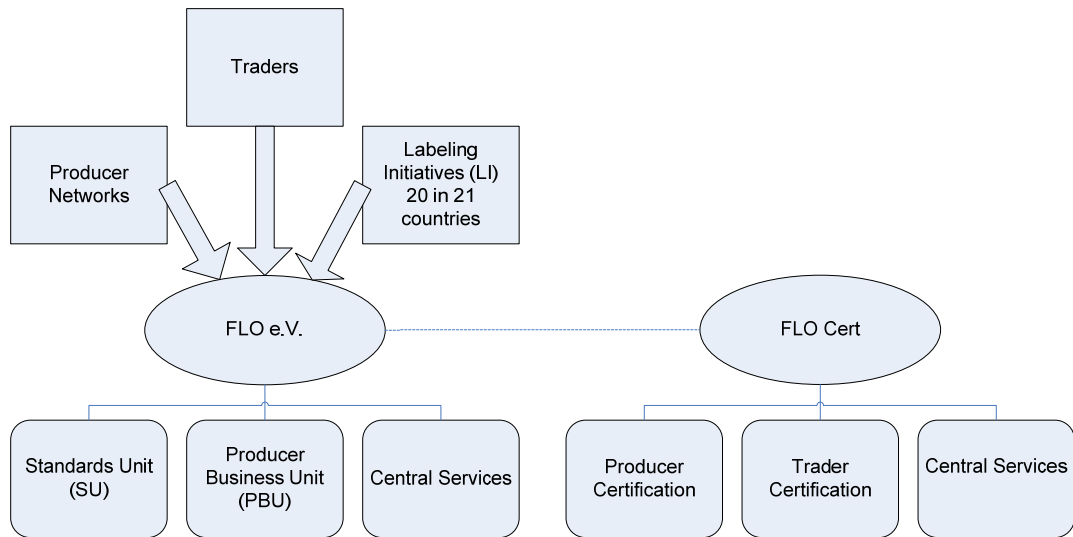 Traders
Producer
Networks
Labeling
Initiatives (LI)
20 in 21
countries
FLO e.V.
FLO Cert
Standards Unit
(SU)
Producer
Business Unit
(PBU)
Central Services
Producer
Certification
Trader
Certification
Central Services